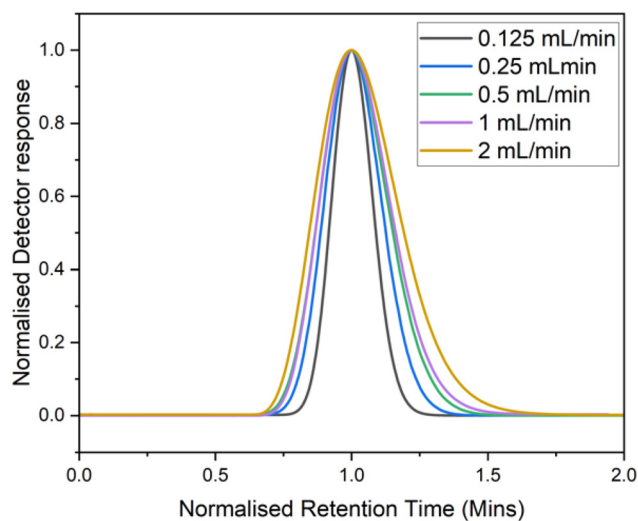 0.125 mL/min
0.25 mLmin
0.5 mL/min
1 mL/min
2 mL/min
Normalised Detector response
1.0
0.8
0.6
0.4
0.2
0.0
0.0 0.5 1.0 1.5 2.0
Normalised Retention Time (Mins)